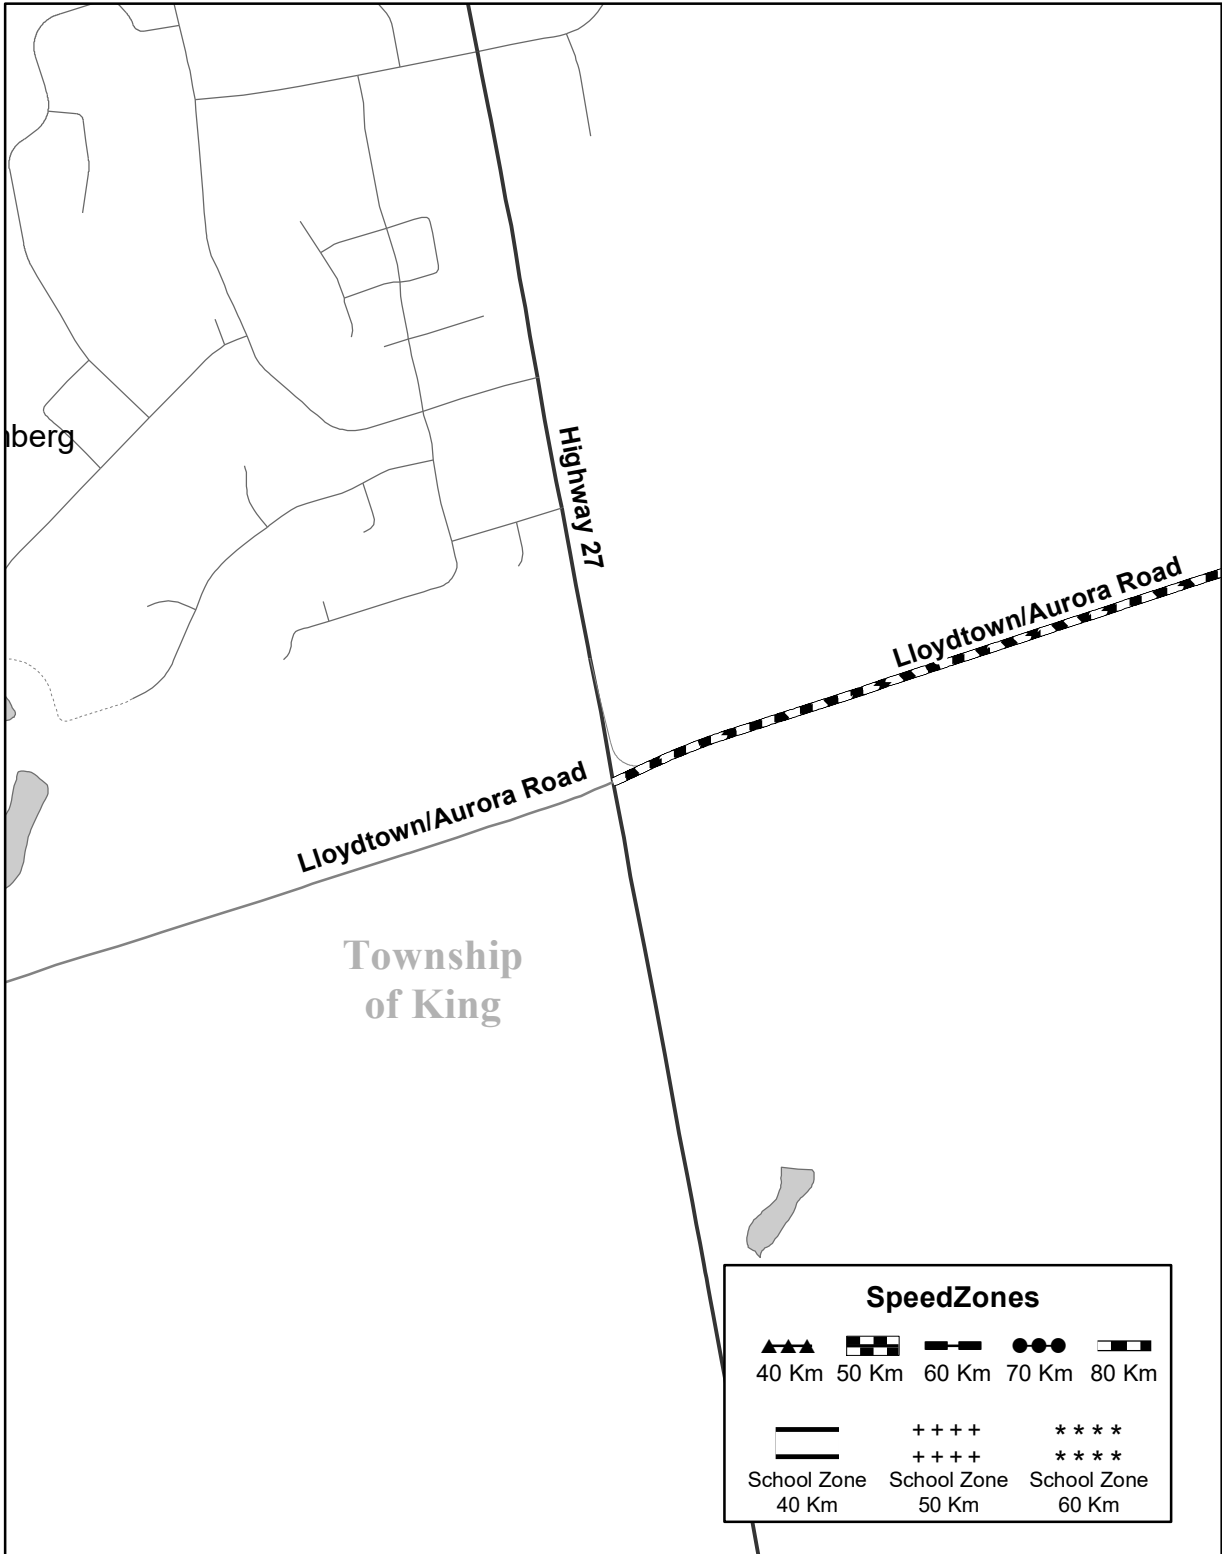 Highway 27
Lloydtown/Aurora Road
Lloydtown/Aurora Road
Township
of King
SpeedZones
40 Km 50 Km 60 Km 70 Km 80 Km
School Zone School Zone School Zone
40 Km 50 Km 60 Km